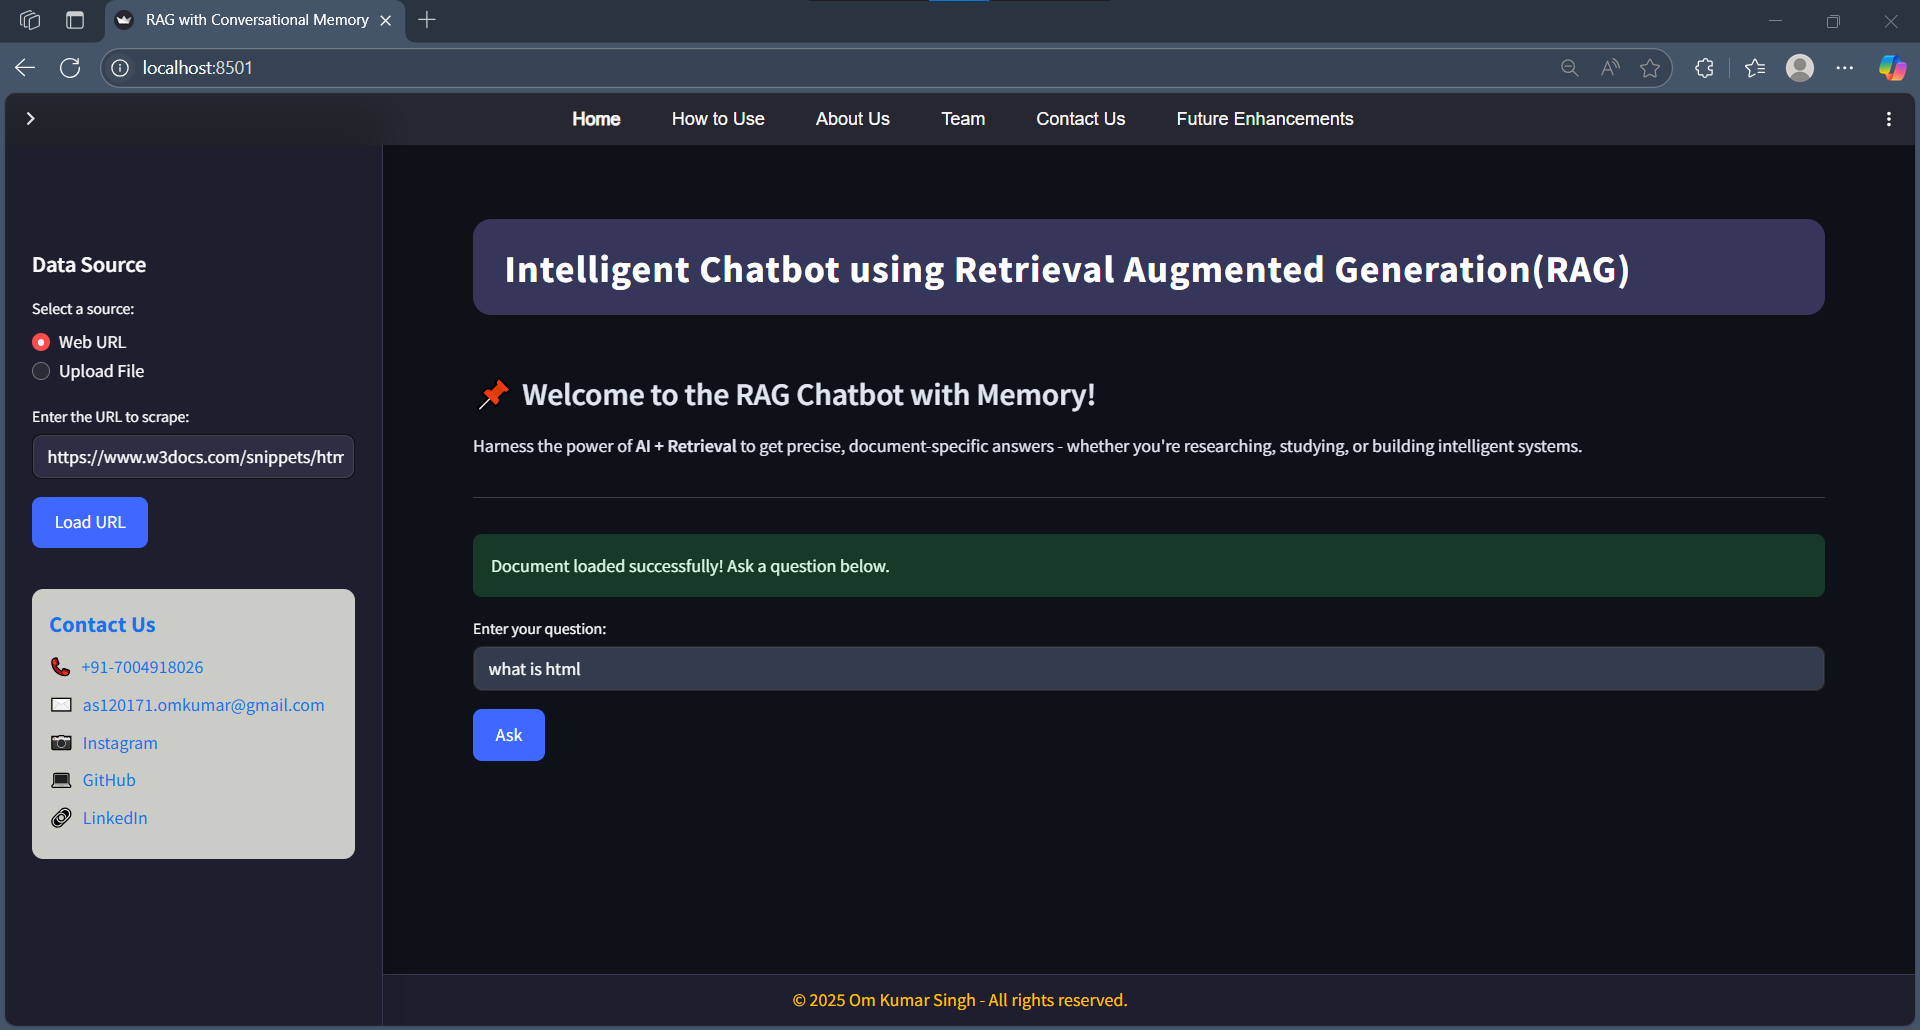 RAG with Conversational Memory
localhost:8501
Home How to Use About Us Team Contact Us Future Enhancements
Data Source
Select a source:
Web URL
Upload File
Enter the URL to scrape:
https://www.w3docs.com/snippets/htm
Load URL
Contact Us
+91-7004918026
as120171.omkumar@gmail.com
Instagram
GitHub
LinkedIn
Intelligent Chatbot using Retrieval Augmented Generation(RAG)
Welcome to the RAG Chatbot with Memory!
Harness the power of AI + Retrieval to get precise, document-specific answers - whether you're researching, studying, or building intelligent systems.
Document loaded successfully! Ask a question below.
Enter your question:
what is html
Ask
© 2025 Om Kumar Singh - All rights reserved.